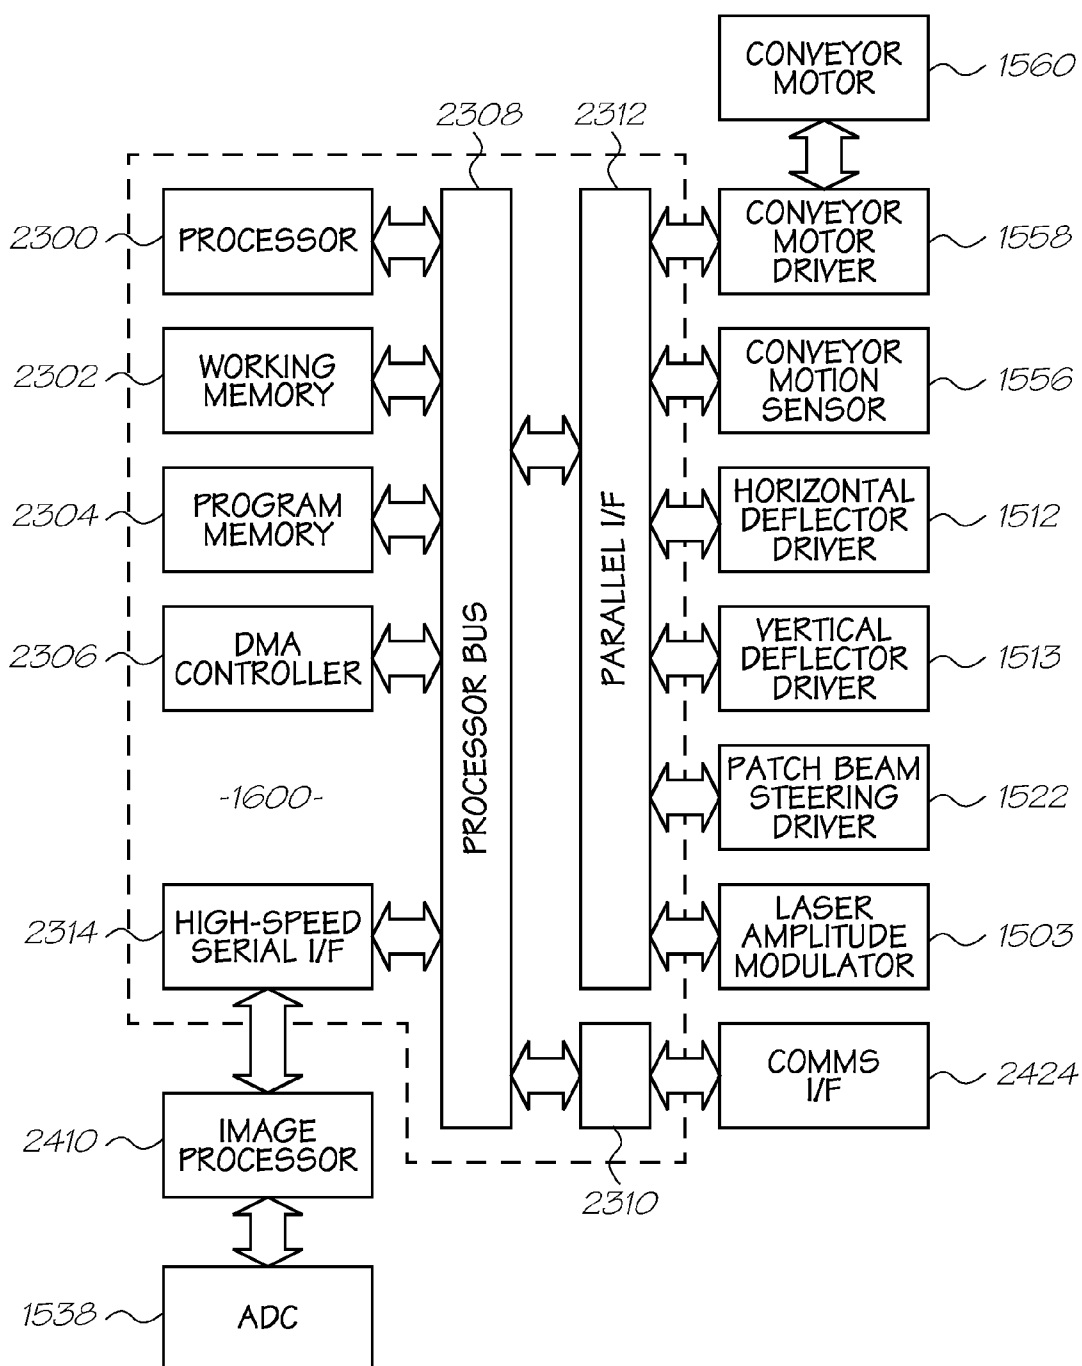 CONVEYOR
MOTOR
1560
2308
2312
2300
PROCESSOR
CONVEYOR
MOTOR
DRIVER
1558
2302
WORKING
MEMORY
CONVEYOR
MOTION
SENSOR
1556
2304
PROGRAM
MEMORY
HORIZONTAL
DEFLECTOR
DRIVER
1512
2306
DMA
CONTROLLER
PROCESSOR BUS
PARALLEL I/F
VERTICAL
DEFLECTOR
DRIVER
1513
-1600-
PATCH BEAM
STEERING
DRIVER
1522
2314
HIGH-SPEED
SERIAL I/F
LASER
AMPLITUDE
MODULATOR
1503
COMMS
I/F
2424
2410
IMAGE
PROCESSOR
2310
1538
ADC